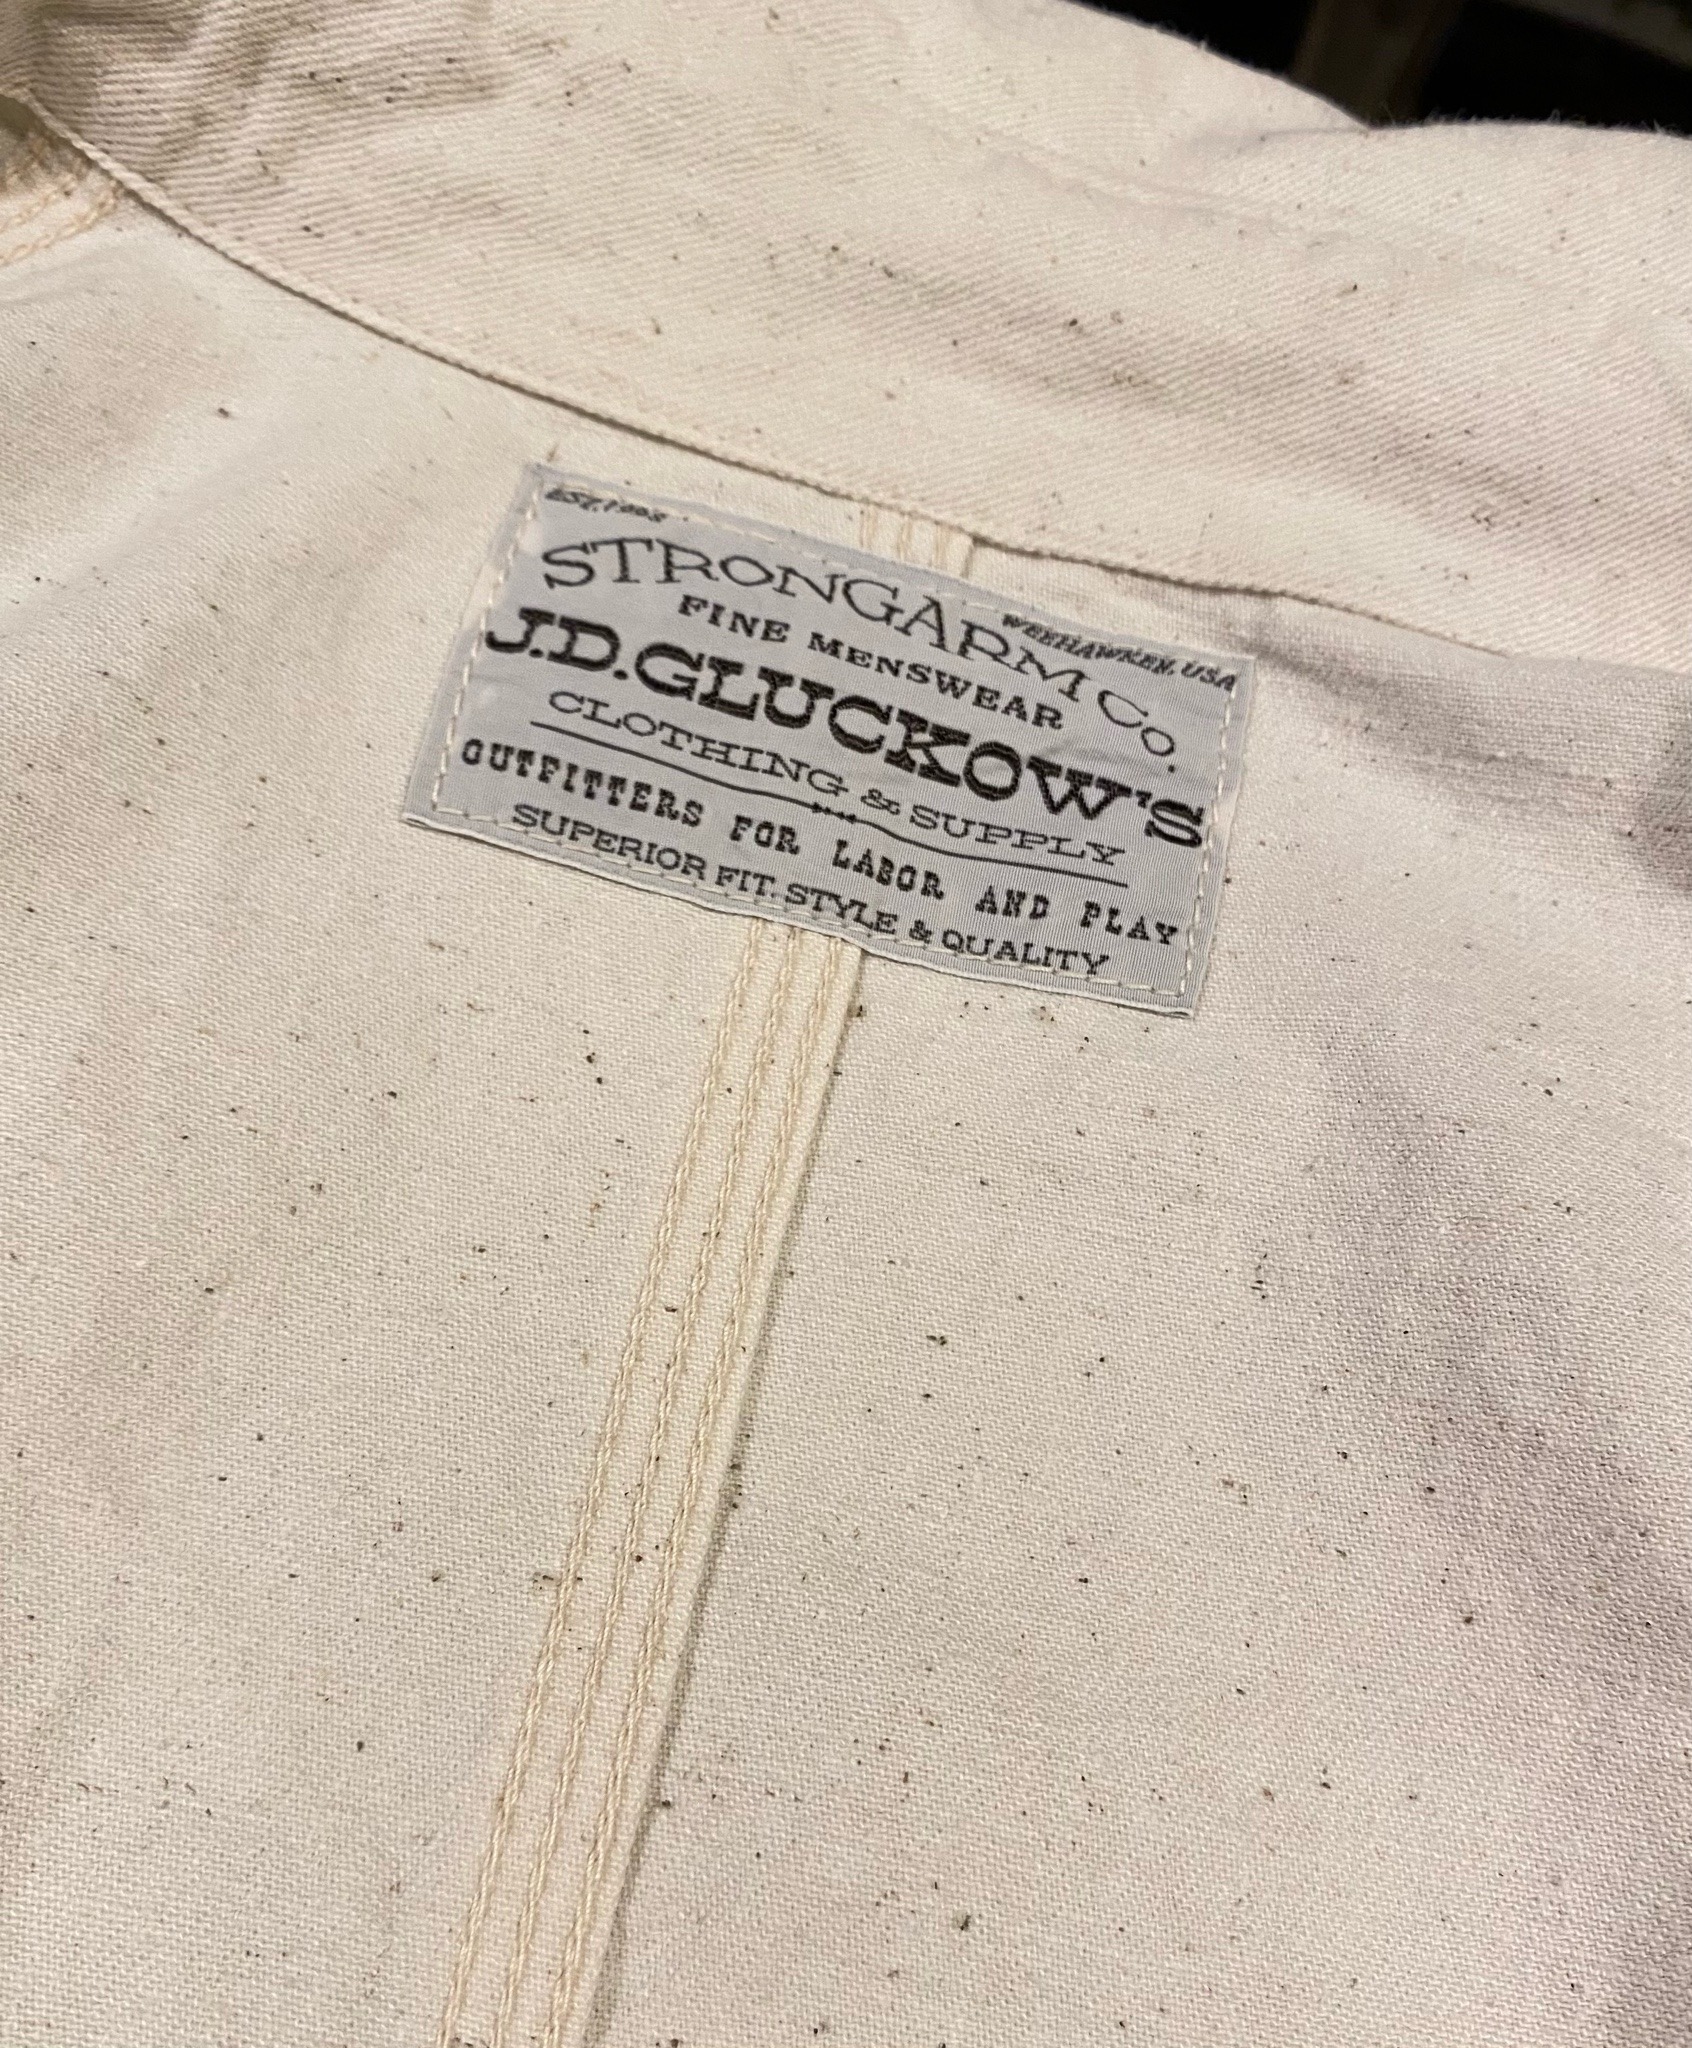 EST. 1998
STRONGARM CO.
WEEHAWKEN, USA
FINE MENSWEAR
J.D. GLUCKOW'S
CLOTHING & SUPPLY
OUTFITTERS FOR LABOR AND PLAY
SUPERIOR FIT, STYLE & QUALITY